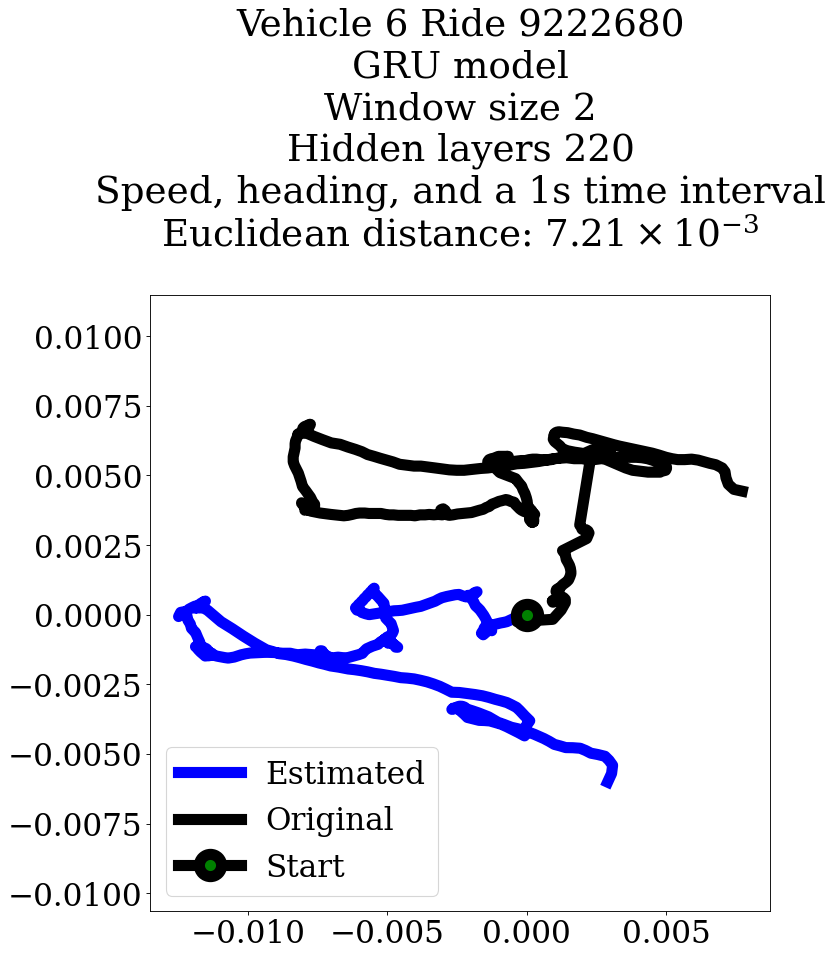 Vehicle 6 Ride 9222680
GRU model
Window size 2
Hidden layers 220
Speed, heading, and a 1s time interval
Euclidean distance: 7.21 × 10⁻³
0.0100
0.0075
0.0050
0.0025
0.0000
−0.0025
−0.0050
−0.0075
−0.0100
Estimated
Original
Start
−0.010 −0.005 0.000 0.005